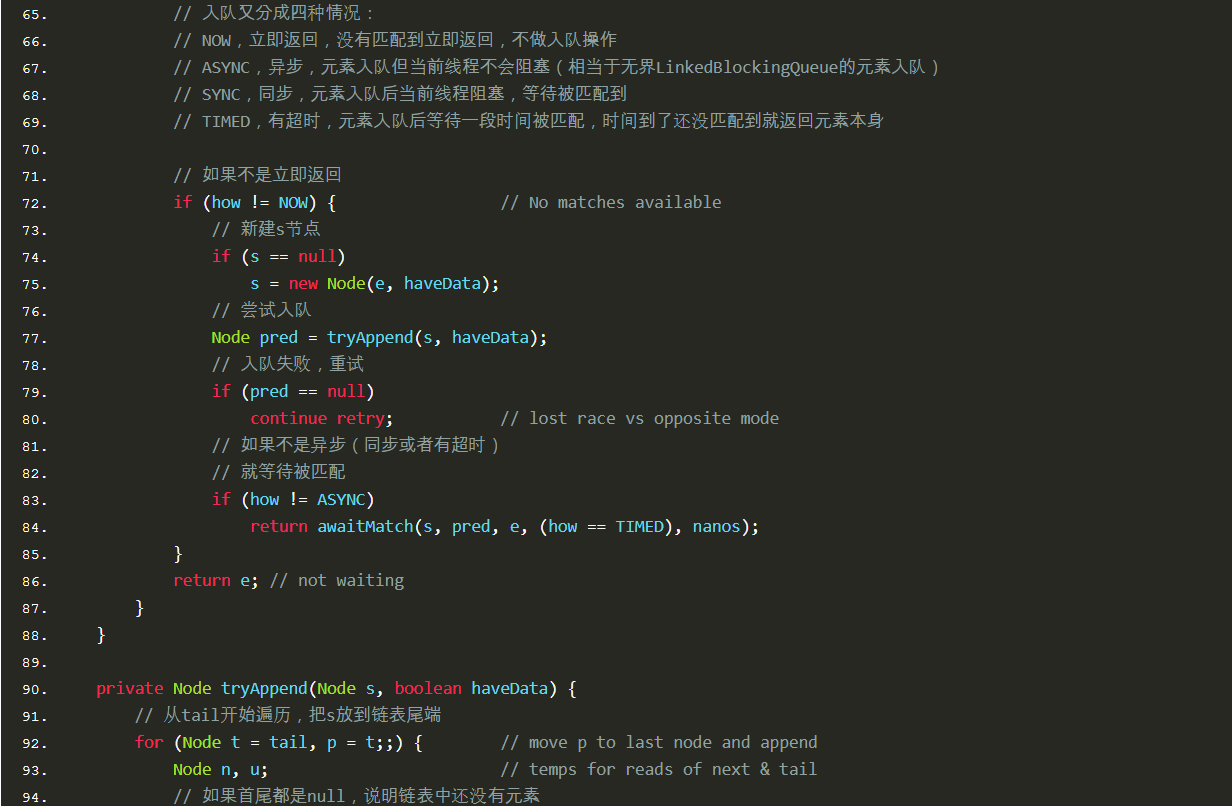 65. // 入队又分成四种情况：
66. // NOW，立即返回，没有匹配到立即返回，不做入队操作
67. // ASYNC，异步，元素入队但当前线程不会阻塞（相当于无界LinkedBlockingQueue的元素入队）
68. // SYNC，同步，元素入队后当前线程阻塞，等待被匹配到
69. // TIMED，有超时，元素入队后等待一段时间被匹配，时间到了还没匹配到就返回元素本身
70.
71. // 如果不是立即返回
72. if (how != NOW) { // No matches available
73. // 新建s节点
74. if (s == null)
75. s = new Node(e, haveData);
76. // 尝试入队
77. Node pred = tryAppend(s, haveData);
78. // 入队失败，重试
79. if (pred == null)
80. continue retry; // lost race vs opposite mode
81. // 如果不是异步（同步或者有超时）
82. // 就等待被匹配
83. if (how != ASYNC)
84. return awaitMatch(s, pred, e, (how == TIMED), nanos);
85. }
86. return e; // not waiting
87. }
88. }
89.
90. private Node tryAppend(Node s, boolean haveData) {
91. // 从tail开始遍历，把s放到链表尾端
92. for (Node t = tail, p = t;;) { // move p to last node and append
93. Node n, u; // temps for reads of next & tail
94. // 如果首尾都是null，说明链表中还没有元素